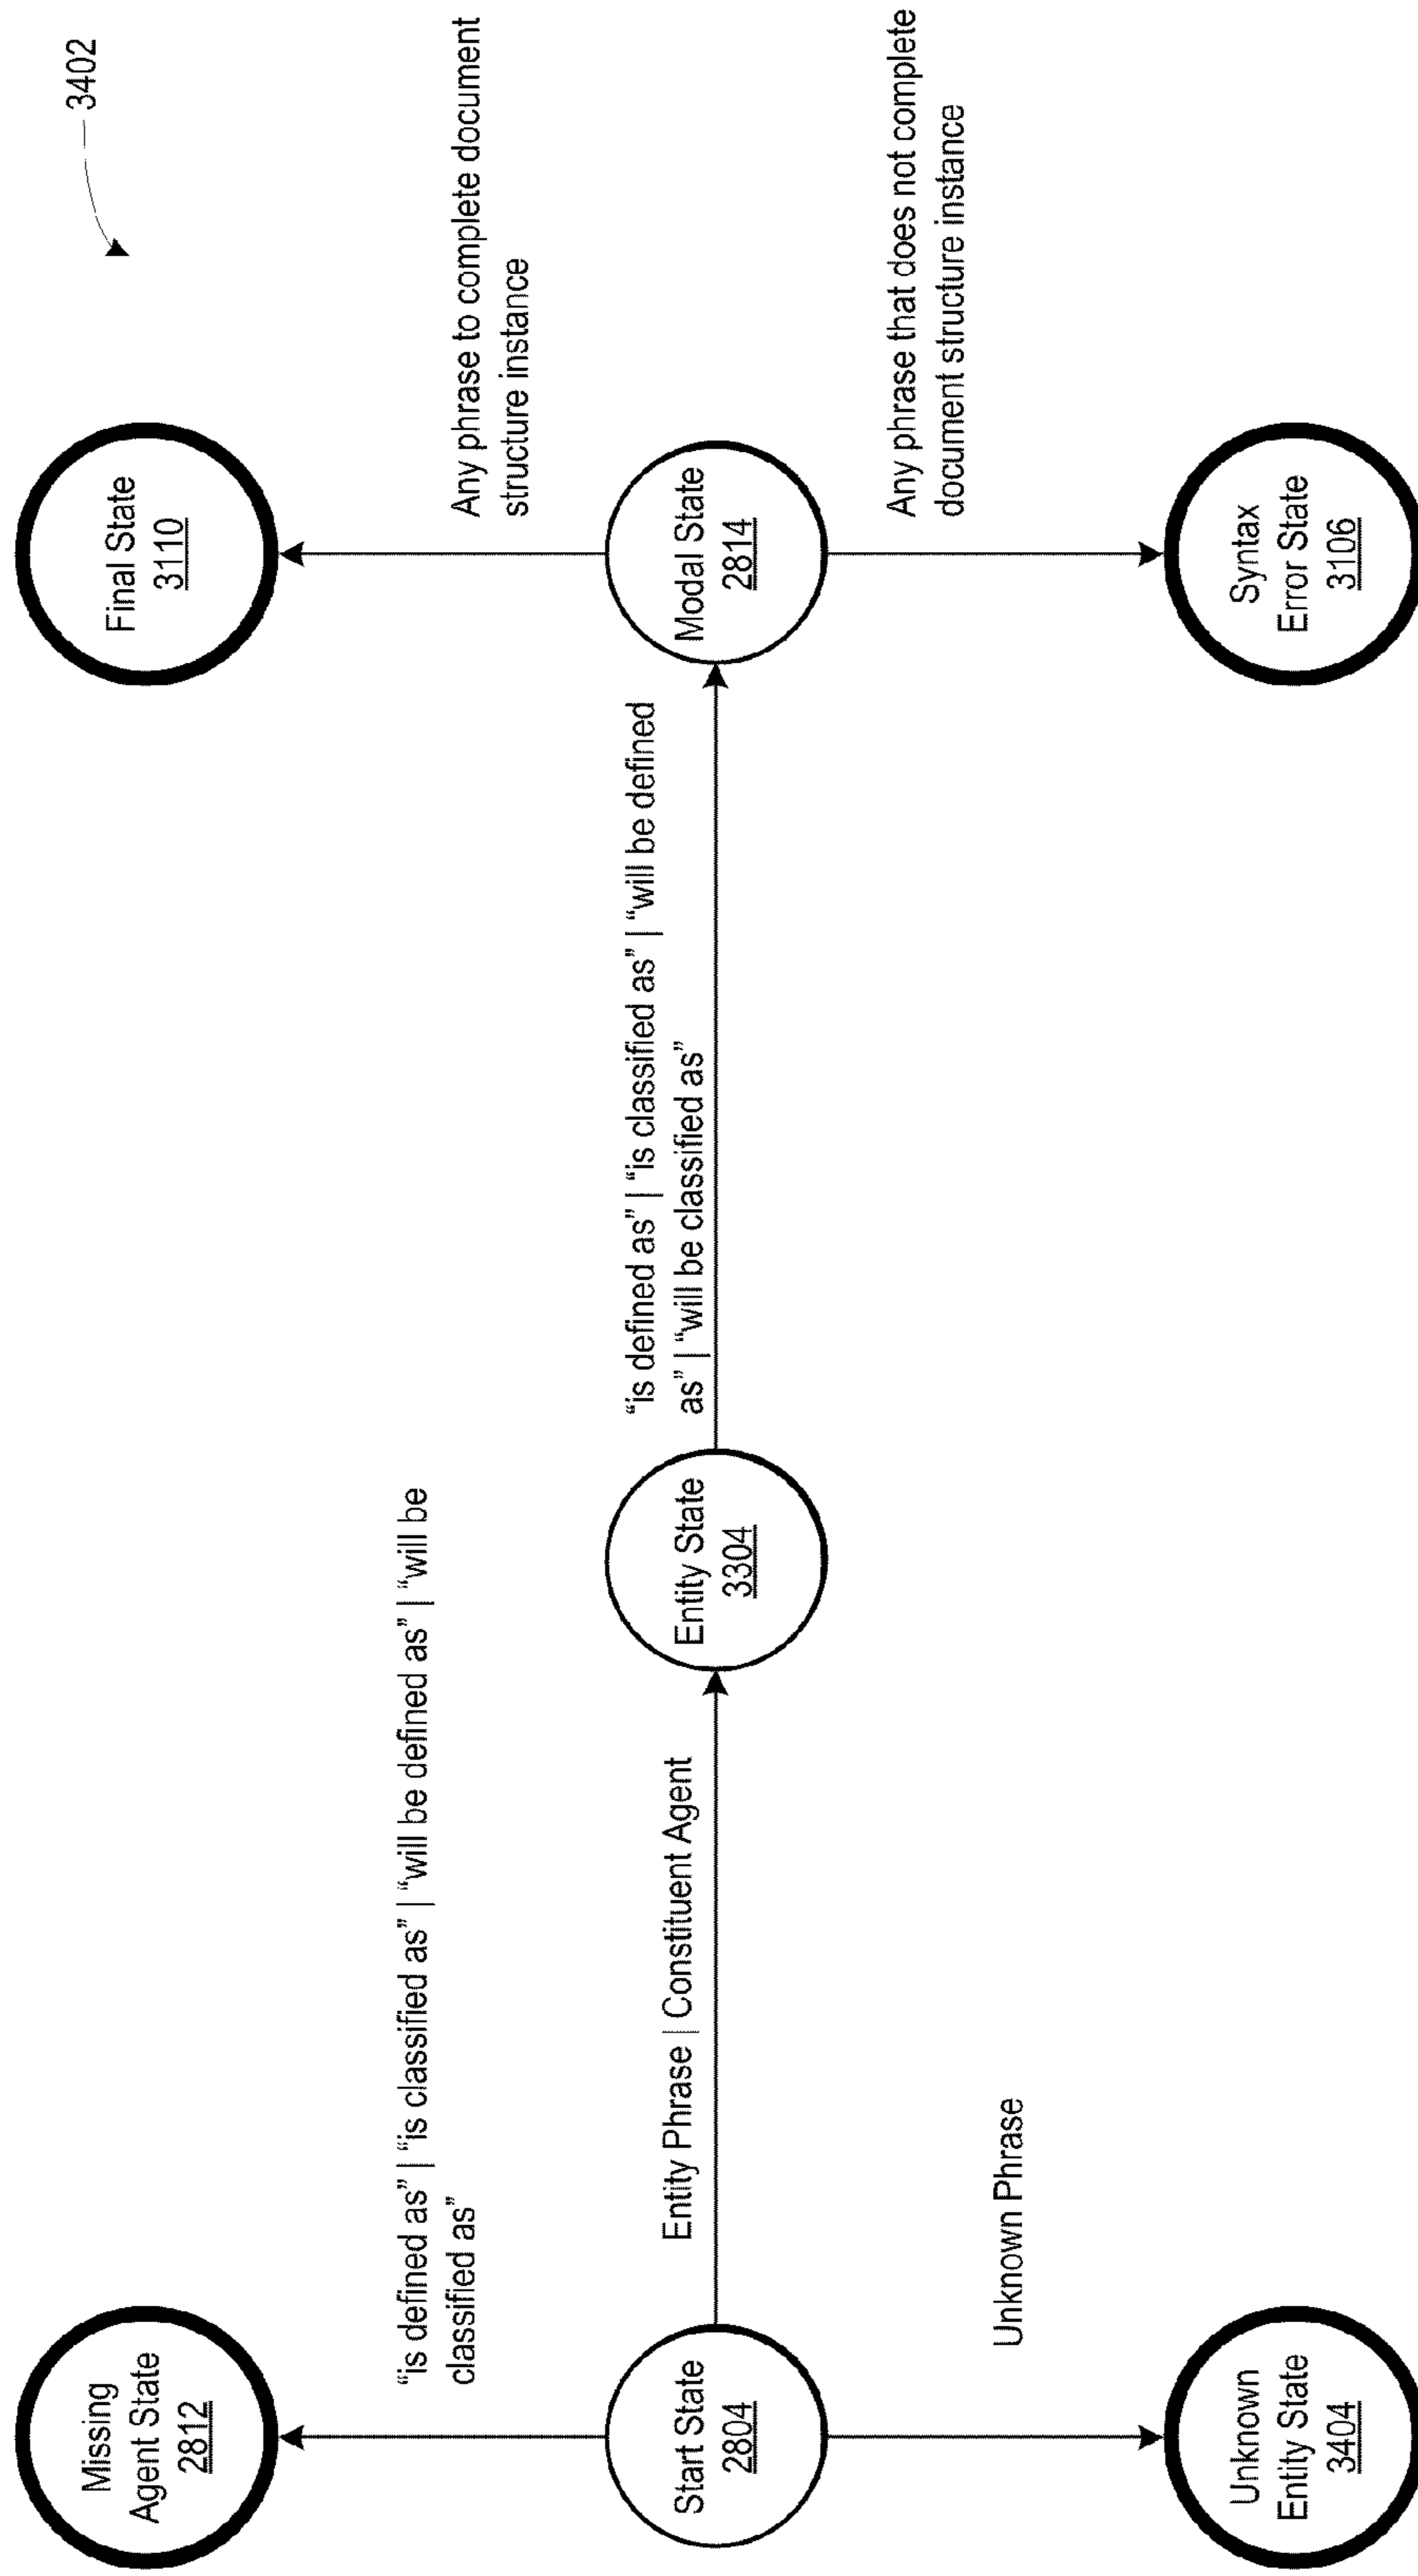 3402
Missing
Agent State
2812
"is defined as" | "is classified as" | "will be defined as" | "will be
classified as"
Final State
3110
Any phrase to complete document
structure instance
Start State
2804
Entity Phrase | Constituent Agent
Entity State
3304
“is defined as” | “is classified as” | “will be defined
as” | “will be classified as”
Modal State
2814
Unknown Phrase
Any phrase that does not complete
document structure instance
Unknown
Entity State
3404
Syntax
Error State
3106